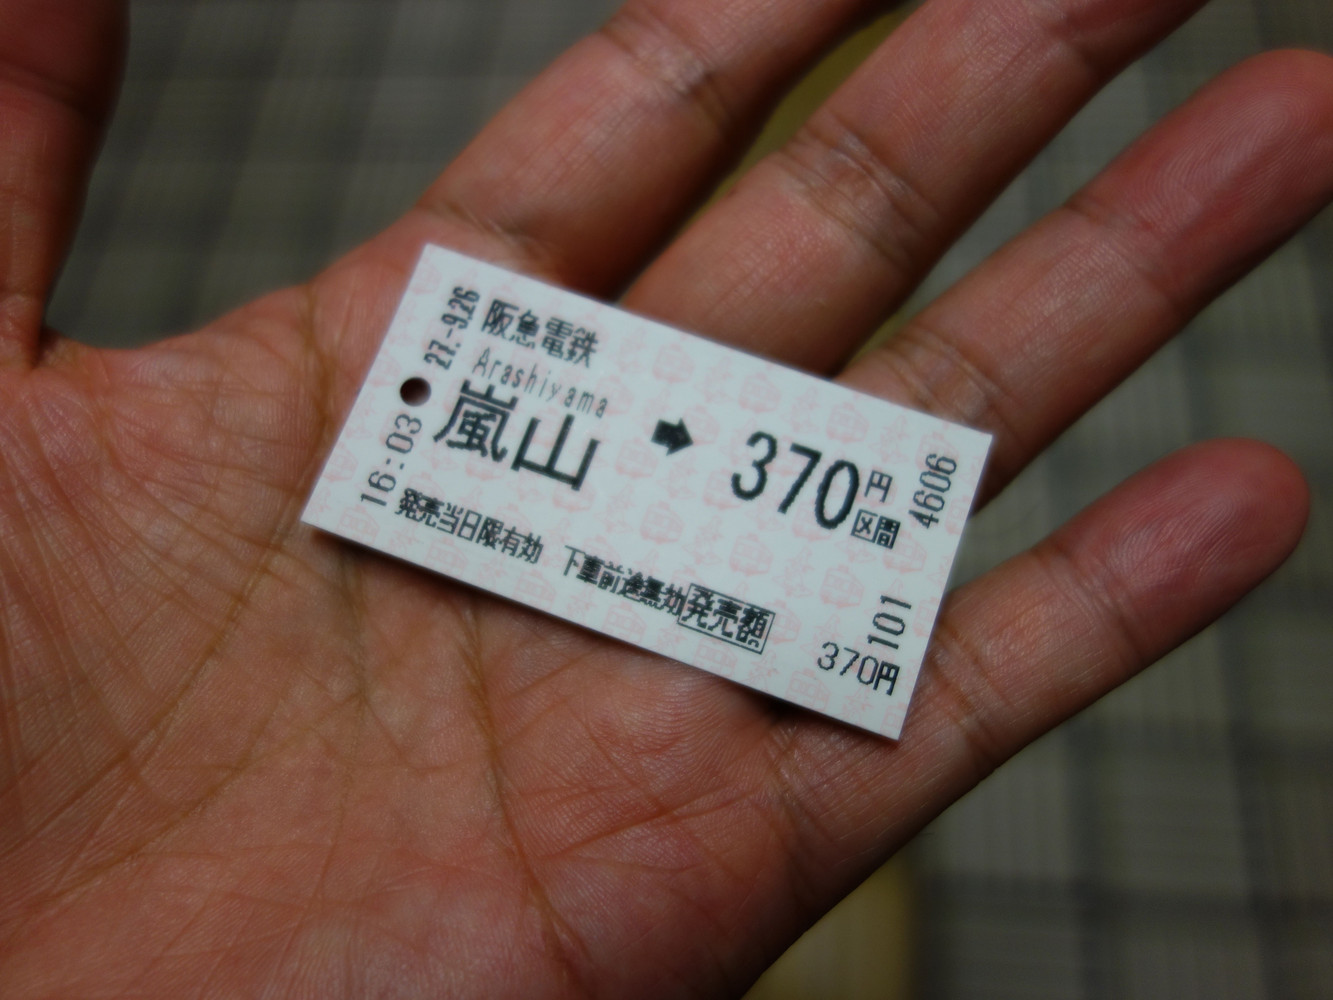 27.-9.26
阪急電鉄
Arashiyama
嵐山 ➡ 370円区間
16:03
発売当日限有効 下車前途無効 発売額
4606
101
370円